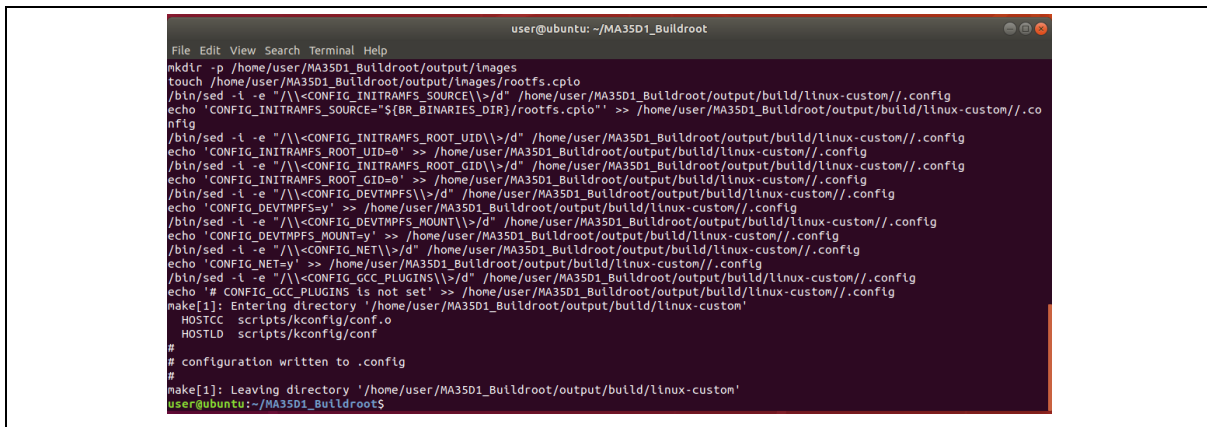 user@ubuntu: ~/MA35D1_Buildroot
File Edit View Search Terminal Help
mkdir -p /home/user/MA35D1_Buildroot/output/images
touch /home/user/MA35D1_Buildroot/output/images/rootfs.cpio
/bin/sed -i -e "/\\<CONFIG_INITRAMFS_SOURCE\\>/d" /home/user/MA35D1_Buildroot/output/build/linux-custom//.config
echo 'CONFIG_INITRAMFS_SOURCE="${BR_BINARIES_DIR}/rootfs.cpio"' >> /home/user/MA35D1_Buildroot/output/build/linux-custom//.co
nfig
/bin/sed -i -e "/\\<CONFIG_INITRAMFS_ROOT_UID\\>/d" /home/user/MA35D1_Buildroot/output/build/linux-custom//.config
echo 'CONFIG_INITRAMFS_ROOT_UID=0' >> /home/user/MA35D1_Buildroot/output/build/linux-custom//.config
/bin/sed -i -e "/\\<CONFIG_INITRAMFS_ROOT_GID\\>/d" /home/user/MA35D1_Buildroot/output/build/linux-custom//.config
echo 'CONFIG_INITRAMFS_ROOT_GID=0' >> /home/user/MA35D1_Buildroot/output/build/linux-custom//.config
/bin/sed -i -e "/\\<CONFIG_DEVTMPFS\\>/d" /home/user/MA35D1_Buildroot/output/build/linux-custom//.config
echo 'CONFIG_DEVTMPFS=y' >> /home/user/MA35D1_Buildroot/output/build/linux-custom//.config
/bin/sed -i -e "/\\<CONFIG_DEVTMPFS_MOUNT\\>/d" /home/user/MA35D1_Buildroot/output/build/linux-custom//.config
echo 'CONFIG_DEVTMPFS_MOUNT=y' >> /home/user/MA35D1_Buildroot/output/build/linux-custom//.config
/bin/sed -i -e "/\\<CONFIG_NET\\>/d" /home/user/MA35D1_Buildroot/output/build/linux-custom//.config
echo 'CONFIG_NET=y' >> /home/user/MA35D1_Buildroot/output/build/linux-custom//.config
/bin/sed -i -e "/\\<CONFIG_GCC_PLUGINS\\>/d" /home/user/MA35D1_Buildroot/output/build/linux-custom//.config
echo '# CONFIG_GCC_PLUGINS is not set' >> /home/user/MA35D1_Buildroot/output/build/linux-custom//.config
make[1]: Entering directory '/home/user/MA35D1_Buildroot/output/build/linux-custom'
HOSTCC scripts/kconfig/conf.o
HOSTLD scripts/kconfig/conf
#
# configuration written to .config
#
make[1]: Leaving directory '/home/user/MA35D1_Buildroot/output/build/linux-custom'
user@ubuntu:~/MA35D1_Buildroot$